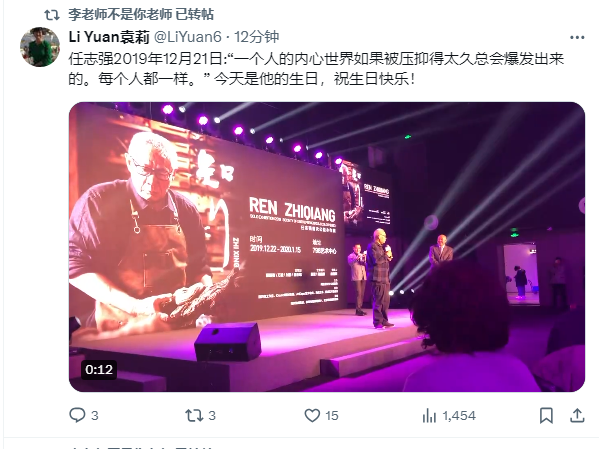 李老师不是你老师 已转帖
Li Yuan袁莉 @LiYuan6 · 12分钟
任志强2019年12月21日:“一个人的内心世界如果被压抑得太久总会爆发出来
的。每个人都一样。” 今天是他的生日，祝生日快乐！
REN ZHIQIANG
时间
2019.12.22 - 2020.1.15
地址
798艺术中心
0:12
3
3
15
1,454